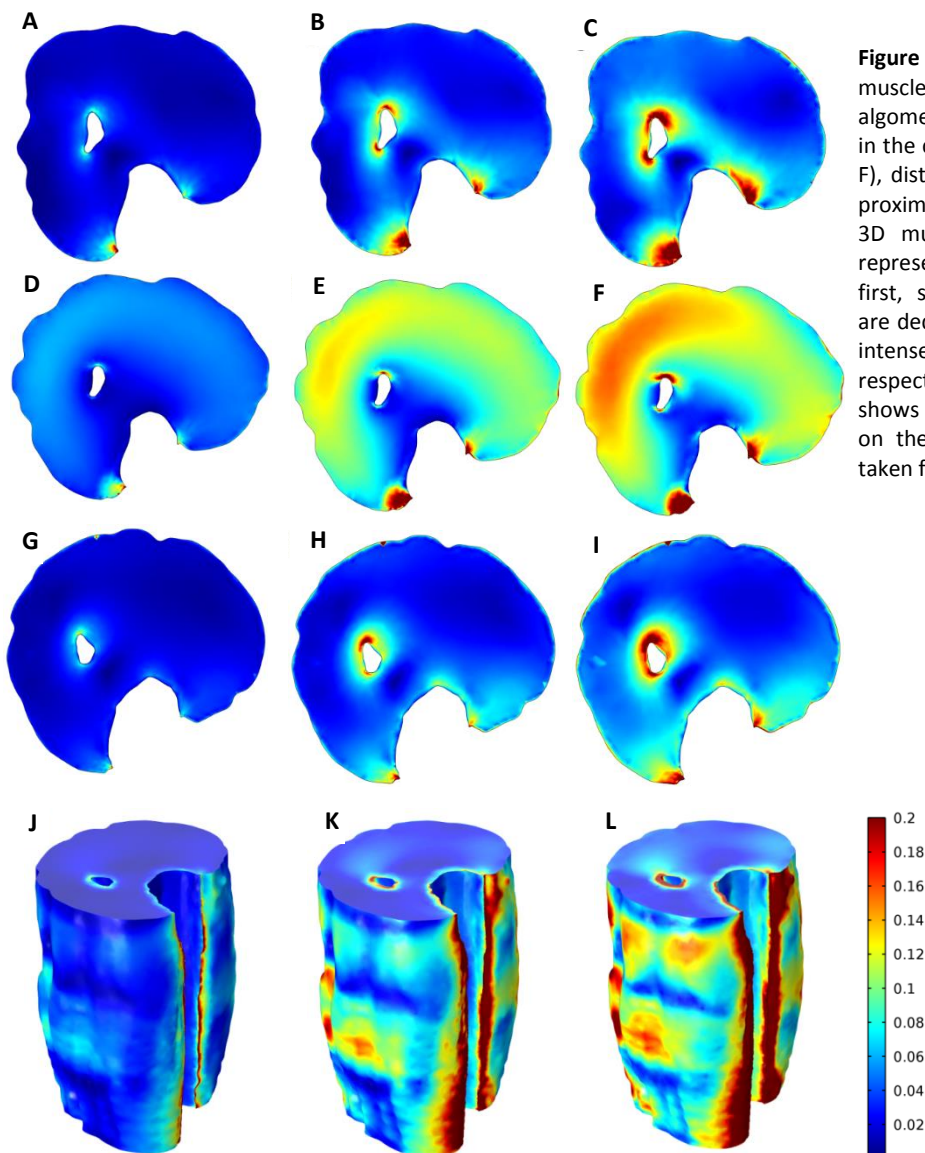 A
B
C
D
E
F
G
H
I
J
K
L
0.2
0.18
0.16
0.14
0.12
0.1
0.08
0.06
0.04
0.02
Figure
muscle
algome
in the
F), dist
proxim
3D mu
represe
first, s
are dec
intense
respect
shows
on the
taken f